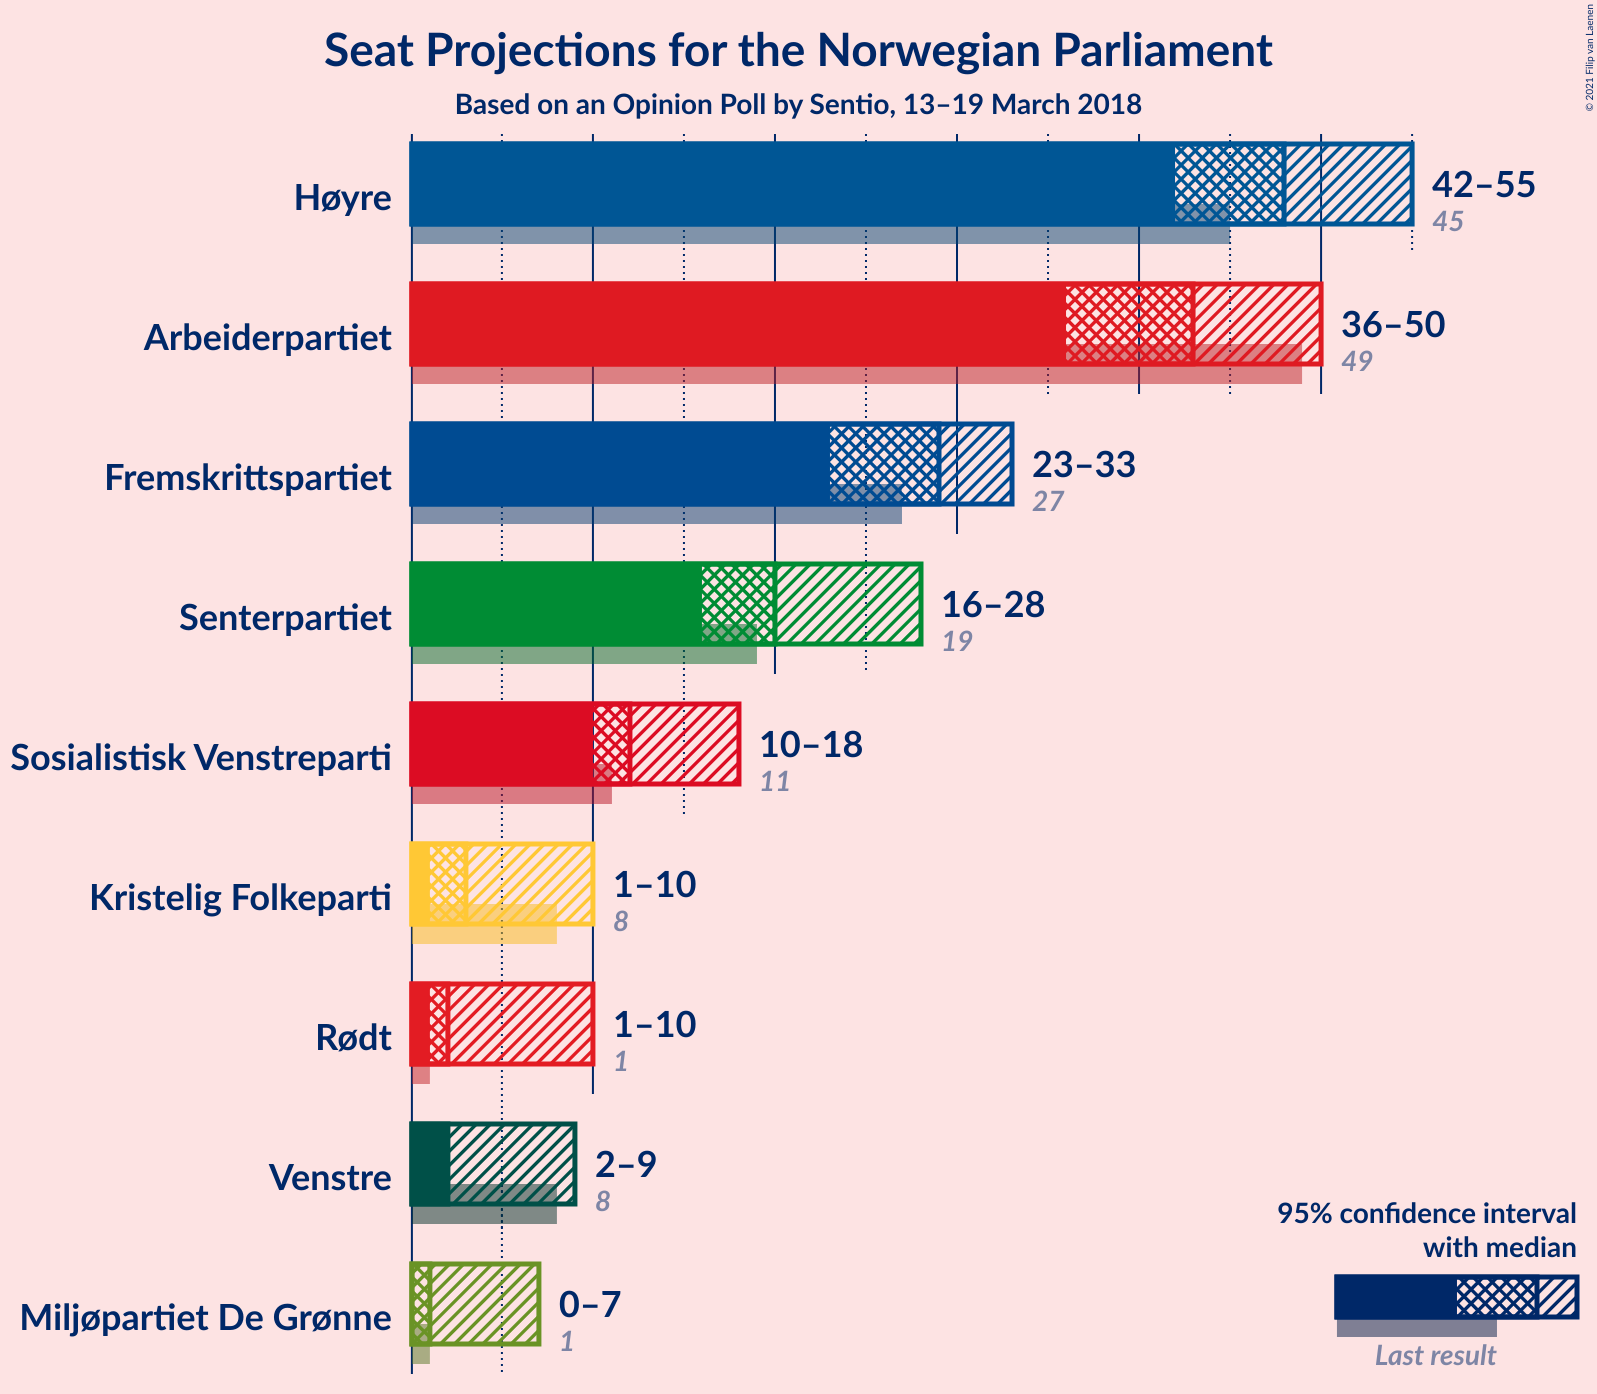 Seat Projections for the Norwegian Parliament
Based on an Opinion Poll by Sentio, 13–19 March 2018
© 2021 Filip van Laenen
Høyre
42–55
45
Arbeiderpartiet
36–50
49
Fremskrittspartiet
23–33
27
Senterpartiet
16–28
19
Sosialistisk Venstreparti
10–18
11
Kristelig Folkeparti
1–10
8
Rødt
1–10
1
Venstre
2–9
8
Miljøpartiet De Grønne
0–7
1
95% confidence interval
with median
Last result